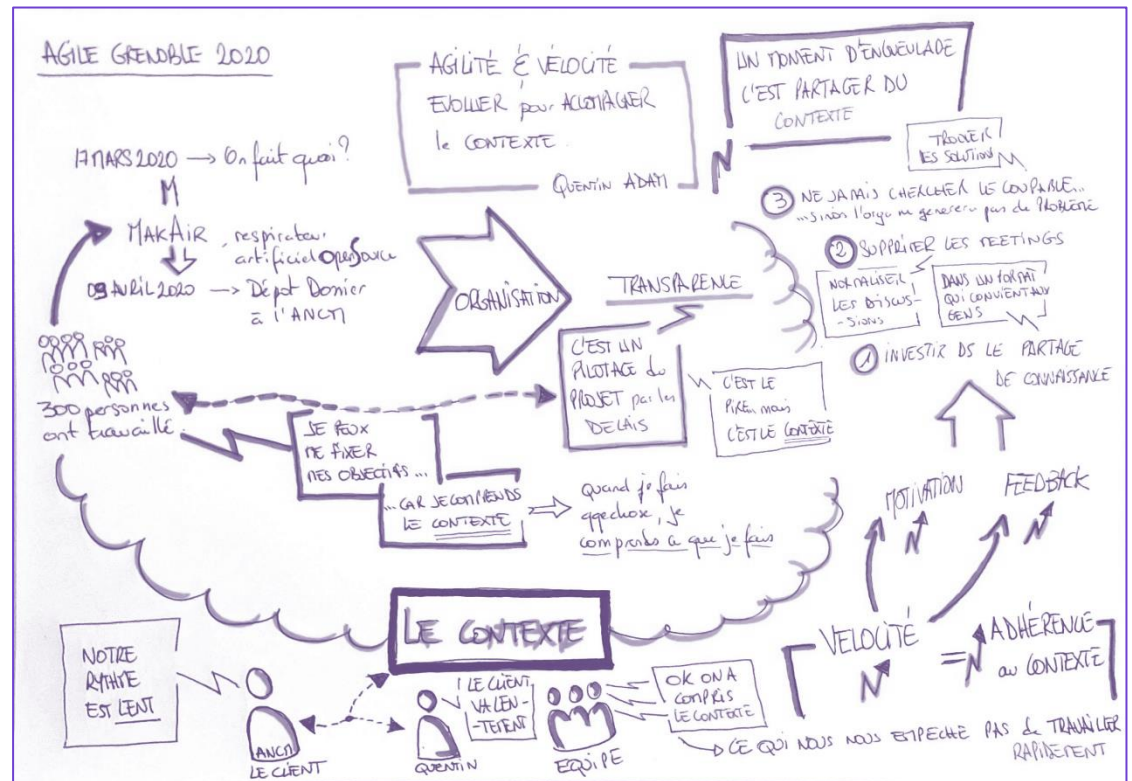 AGILE GRENOBLE 2020
AGILITÉ & VÉLOCITÉ
EVOLUER pour ACCOMPAGNER
le CONTEXTE
QUENTIN ADAM
UN MOMENT D'ENGUEULADE
C'EST PARTAGER DU
CONTEXTE
TROUVER
LES SOLUTIONS
17 MARS 2020 → On fait quoi?
MAKAIR
respirateur
artificiel OpenSource
09 AVRIL 2020 → Dépot Dossier
à l'ANCM
300 personnes
ont travaillé.
ORGANISATION
TRANSPARENCE
C'EST UN
PILOTAGE du
PROJET par les
DELAIS
C'EST LE
PIRE... mais
C'EST LE CONTEXTE
3 NE JAMAIS CHERCHER LE COUPABLE...
...sinon l'orga ne generera pas de PROBLÈME
2 SUPPRIMER LES MEETINGS
NORMALISER
LES DISCUS-
-SIONS
DANS UN FORMAT
QUI CONVIENT AUX
GENS
1 INVESTIR DS LE PARTAGE
DE CONNAISSANCE
JE PEUX
ME FIXER
MES OBJECTIFS...
...CAR JE COMPRENDS
LE CONTEXTE
Quand je fais
qqechose, je
comprends ce que je fais
MOTIVATION
FEEDBACK
VELOCITÉ
= ADHÉRENCE
au CONTEXTE
LE CONTEXTE
NOTRE
RYTHME
EST LENT
ANCM
LE CLIENT
QUENTIN
! LE CLIENT
VA LEN-
-TEMENT
EQUIPE
OK ON A
COMPRIS
LE CONTEXTE
CE QUI NOUS NOUS EMPECHE PAS de TRAVAILLER
RAPIDEMENT